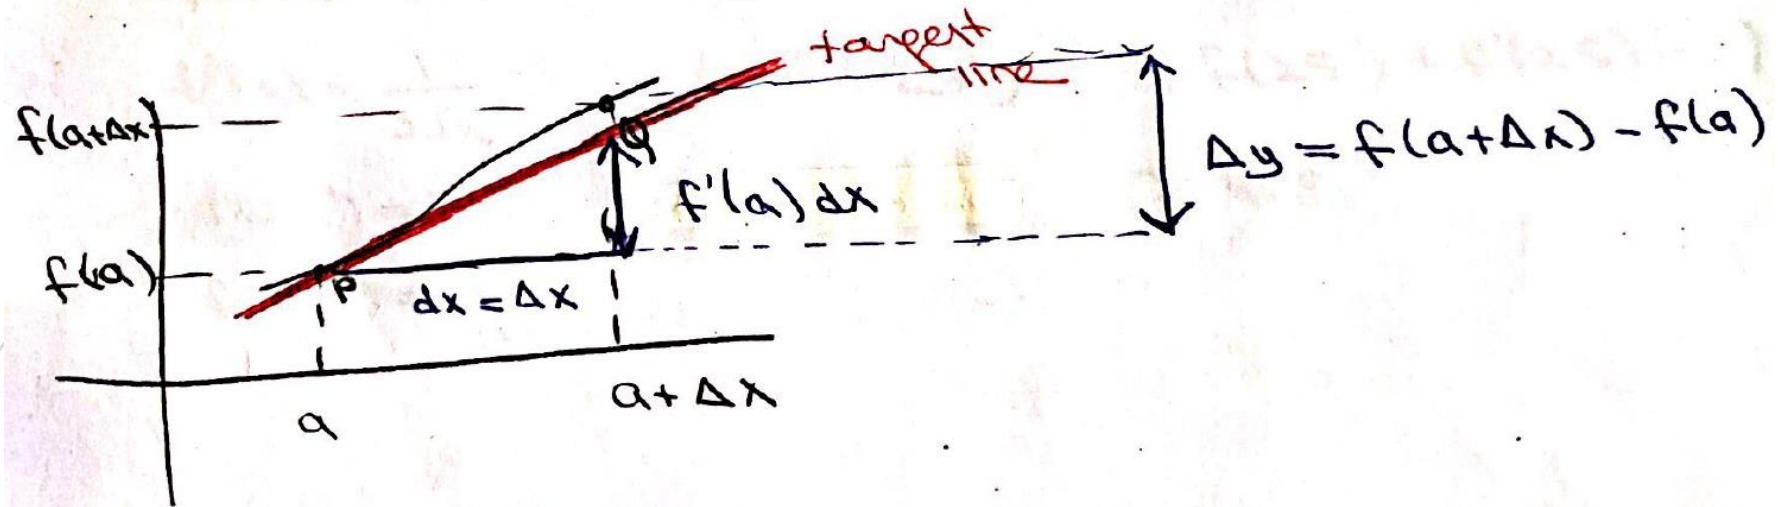 tangent
line
f(a+Δx)
Q
Δy = f(a+Δx) - f(a)
f'(a) dx
f(a)
P
dx = Δx
a
a + Δx